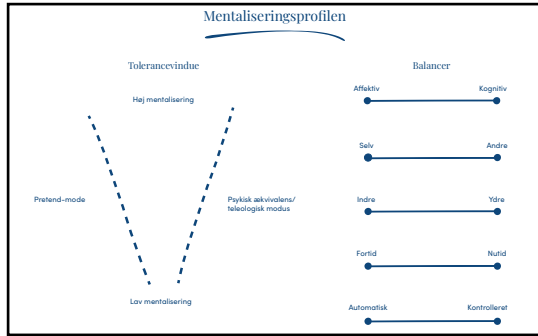 Mentaliseringsprofilen
Tolerancevindue
Høj mentalisering
Pretend-mode
Psykisk ækvivalens/
teleologisk modus
Lav mentalisering
Balancer
Affektiv Kognitiv
Selv Andre
Indre Ydre
Fortid Nutid
Automatisk Kontrolleret